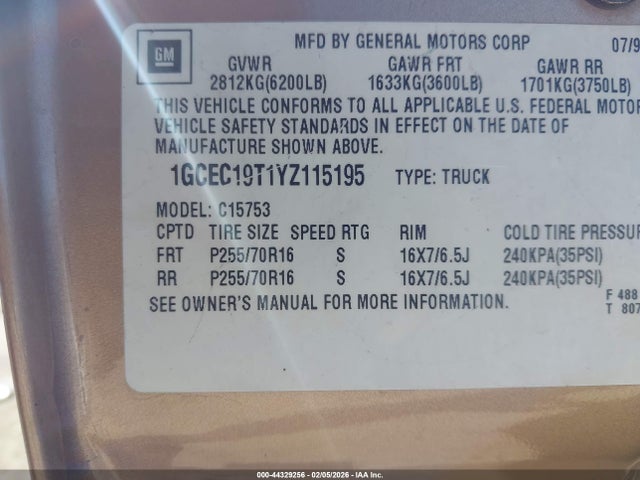 MFD BY GENERAL MOTORS CORP 07/9
GM
GVWR GAWR FRT GAWR RR
2812KG(6200LB) 1633KG(3600LB) 1701KG(3750LB)
THIS VEHICLE CONFORMS TO ALL APPLICABLE U.S. FEDERAL MOTOR
VEHICLE SAFETY STANDARDS IN EFFECT ON THE DATE OF
MANUFACTURE SHOWN ABOVE.
1GCEC19T1YZ115195 TYPE: TRUCK
MODEL: C15753
CPTD TIRE SIZE SPEED RTG RIM COLD TIRE PRESSUR
FRT P255/70R16 S 16X7/6.5J 240KPA(35PSI)
RR P255/70R16 S 16X7/6.5J 240KPA(35PSI)
SEE OWNER'S MANUAL FOR MORE INFORMATION.
F 488
T 807
000-44329256 - 02/05/2026 - IAA Inc.